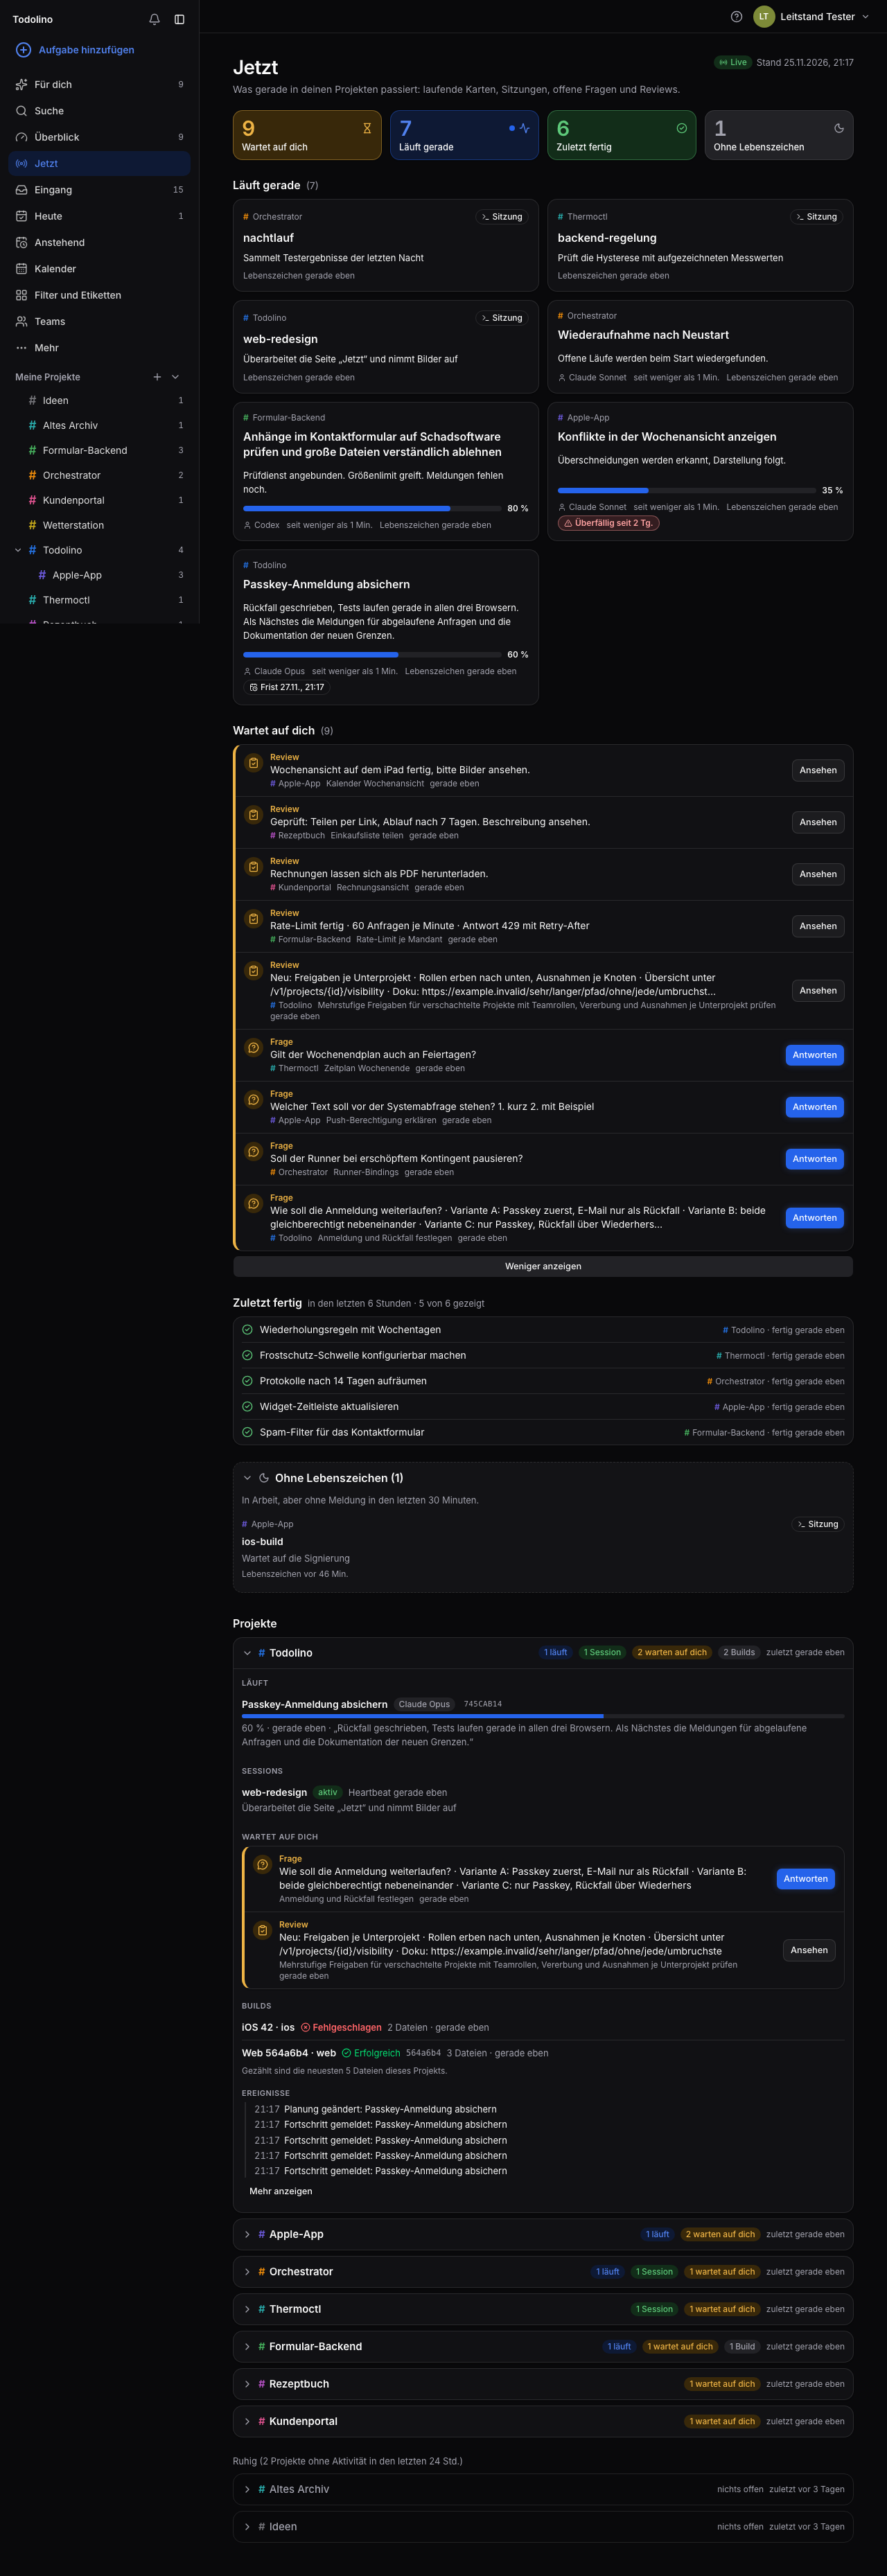 Todolino
Aufgabe hinzufügen
Für dich 9
Suche
Überblick 9
Jetzt
Eingang 15
Heute 1
Anstehend
Kalender
Filter und Etiketten
Teams
Mehr
Meine Projekte
# Ideen 1
# Altes Archiv 1
# Formular-Backend 3
# Orchestrator 2
# Kundenportal 1
# Wetterstation
# Todolino 4
# Apple-App 3
# Thermoctl 1
# Rezeptbuch 1
LT Leitstand Tester
Jetzt
Live Stand 25.11.2026, 21:17
Was gerade in deinen Projekten passiert: laufende Karten, Sitzungen, offene Fragen und Reviews.
9
Wartet auf dich
7
Läuft gerade
6
Zuletzt fertig
1
Ohne Lebenszeichen
Läuft gerade (7)
# Orchestrator Sitzung
nachtlauf
Sammelt Testergebnisse der letzten Nacht
Lebenszeichen gerade eben
# Thermoctl Sitzung
backend-regelung
Prüft die Hysterese mit aufgezeichneten Messwerten
Lebenszeichen gerade eben
# Todolino Sitzung
web-redesign
Überarbeitet die Seite „Jetzt“ und nimmt Bilder auf
Lebenszeichen gerade eben
# Orchestrator
Wiederaufnahme nach Neustart
Offene Läufe werden beim Start wiedergefunden.
Claude Sonnet seit weniger als 1 Min. Lebenszeichen gerade eben
# Formular-Backend
Anhänge im Kontaktformular auf Schadsoftware
prüfen und große Dateien verständlich ablehnen
Prüfdienst angebunden. Größenlimit greift. Meldungen fehlen
noch.
80 %
Codex seit weniger als 1 Min. Lebenszeichen gerade eben
# Apple-App
Konflikte in der Wochenansicht anzeigen
Überschneidungen werden erkannt, Darstellung folgt.
35 %
Claude Sonnet seit weniger als 1 Min. Lebenszeichen gerade eben
Überfällig seit 2 Tg.
# Todolino
Passkey-Anmeldung absichern
Rückfall geschrieben, Tests laufen gerade in allen drei Browsern.
Als Nächstes die Meldungen für abgelaufene Anfragen und die
Dokumentation der neuen Grenzen.
60 %
Claude Opus seit weniger als 1 Min. Lebenszeichen gerade eben
Frist 27.11., 21:17
Wartet auf dich (9)
Review
Wochenansicht auf dem iPad fertig, bitte Bilder ansehen.
# Apple-App Kalender Wochenansicht gerade eben
Ansehen
Review
Geprüft: Teilen per Link, Ablauf nach 7 Tagen. Beschreibung ansehen.
# Rezeptbuch Einkaufsliste teilen gerade eben
Ansehen
Review
Rechnungen lassen sich als PDF herunterladen.
# Kundenportal Rechnungsansicht gerade eben
Ansehen
Review
Rate-Limit fertig · 60 Anfragen je Minute · Antwort 429 mit Retry-After
# Formular-Backend Rate-Limit je Mandant gerade eben
Ansehen
Review
Neu: Freigaben je Unterprojekt · Rollen erben nach unten, Ausnahmen je Knoten · Übersicht unter
/v1/projects/{id}/visibility · Doku: https://example.invalid/sehr/langer/pfad/ohne/jede/umbruchst…
# Todolino Mehrstufige Freigaben für verschachtelte Projekte mit Teamrollen, Vererbung und Ausnahmen je Unterprojekt prüfen
gerade eben
Ansehen
Frage
Gilt der Wochenendplan auch an Feiertagen?
# Thermoctl Zeitplan Wochenende gerade eben
Antworten
Frage
Welcher Text soll vor der Systemabfrage stehen? 1. kurz 2. mit Beispiel
# Apple-App Push-Berechtigung erklären gerade eben
Antworten
Frage
Soll der Runner bei erschöpftem Kontingent pausieren?
# Orchestrator Runner-Bindings gerade eben
Antworten
Frage
Wie soll die Anmeldung weiterlaufen? · Variante A: Passkey zuerst, E-Mail nur als Rückfall · Variante B: beide
gleichberechtigt nebeneinander · Variante C: nur Passkey, Rückfall über Wiederhers…
# Todolino Anmeldung und Rückfall festlegen gerade eben
Antworten
Weniger anzeigen
Zuletzt fertig in den letzten 6 Stunden · 5 von 6 gezeigt
Wiederholungsregeln mit Wochentagen # Todolino · fertig gerade eben
Frostschutz-Schwelle konfigurierbar machen # Thermoctl · fertig gerade eben
Protokolle nach 14 Tagen aufräumen # Orchestrator · fertig gerade eben
Widget-Zeitleiste aktualisieren # Apple-App · fertig gerade eben
Spam-Filter für das Kontaktformular # Formular-Backend · fertig gerade eben
Ohne Lebenszeichen (1)
In Arbeit, aber ohne Meldung in den letzten 30 Minuten.
# Apple-App Sitzung
ios-build
Wartet auf die Signierung
Lebenszeichen vor 46 Min.
Projekte
# Todolino 1 läuft 1 Session 2 warten auf dich 2 Builds zuletzt gerade eben
LÄUFT
Passkey-Anmeldung absichern Claude Opus 745CAB14
60 % · gerade eben · „Rückfall geschrieben, Tests laufen gerade in allen drei Browsern. Als Nächstes die Meldungen für abgelaufene
Anfragen und die Dokumentation der neuen Grenzen.“
SESSIONS
web-redesign aktiv Heartbeat gerade eben
Überarbeitet die Seite „Jetzt“ und nimmt Bilder auf
WARTET AUF DICH
Frage
Wie soll die Anmeldung weiterlaufen? · Variante A: Passkey zuerst, E-Mail nur als Rückfall · Variante B:
beide gleichberechtigt nebeneinander · Variante C: nur Passkey, Rückfall über Wiederhers
Anmeldung und Rückfall festlegen gerade eben
Antworten
Review
Neu: Freigaben je Unterprojekt · Rollen erben nach unten, Ausnahmen je Knoten · Übersicht unter
/v1/projects/{id}/visibility · Doku: https://example.invalid/sehr/langer/pfad/ohne/jede/umbruchste
Mehrstufige Freigaben für verschachtelte Projekte mit Teamrollen, Vererbung und Ausnahmen je Unterprojekt prüfen
gerade eben
Ansehen
BUILDS
iOS 42 · ios Fehlgeschlagen 2 Dateien · gerade eben
Web 564a6b4 · web Erfolgreich 564a6b4 3 Dateien · gerade eben
Gezählt sind die neuesten 5 Dateien dieses Projekts.
EREIGNISSE
21:17 Planung geändert: Passkey-Anmeldung absichern
21:17 Fortschritt gemeldet: Passkey-Anmeldung absichern
21:17 Fortschritt gemeldet: Passkey-Anmeldung absichern
21:17 Fortschritt gemeldet: Passkey-Anmeldung absichern
21:17 Fortschritt gemeldet: Passkey-Anmeldung absichern
Mehr anzeigen
# Apple-App 1 läuft 2 warten auf dich zuletzt gerade eben
# Orchestrator 1 läuft 1 Session 1 wartet auf dich zuletzt gerade eben
# Thermoctl 1 Session 1 wartet auf dich zuletzt gerade eben
# Formular-Backend 1 läuft 1 wartet auf dich 1 Build zuletzt gerade eben
# Rezeptbuch 1 wartet auf dich zuletzt gerade eben
# Kundenportal 1 wartet auf dich zuletzt gerade eben
Ruhig (2 Projekte ohne Aktivität in den letzten 24 Std.)
# Altes Archiv nichts offen zuletzt vor 3 Tagen
# Ideen nichts offen zuletzt vor 3 Tagen